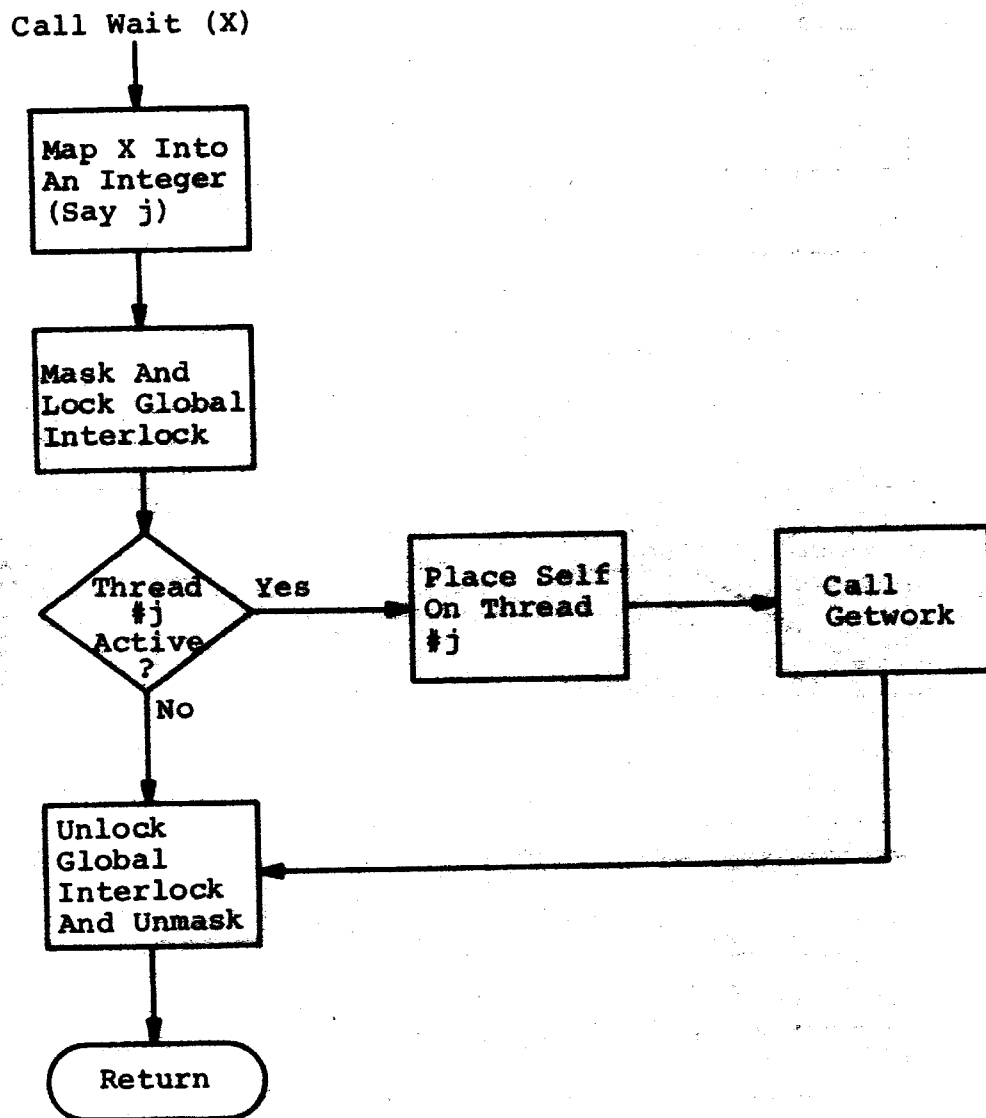 Call Wait (X)
Map X Into
An Integer
(Say j)
Mask And
Lock Global
Interlock
Thread
#j
Active
?
Yes
Place Self
On Thread
#j
Call
Getwork
No
Unlock
Global
Interlock
And Unmask
Return